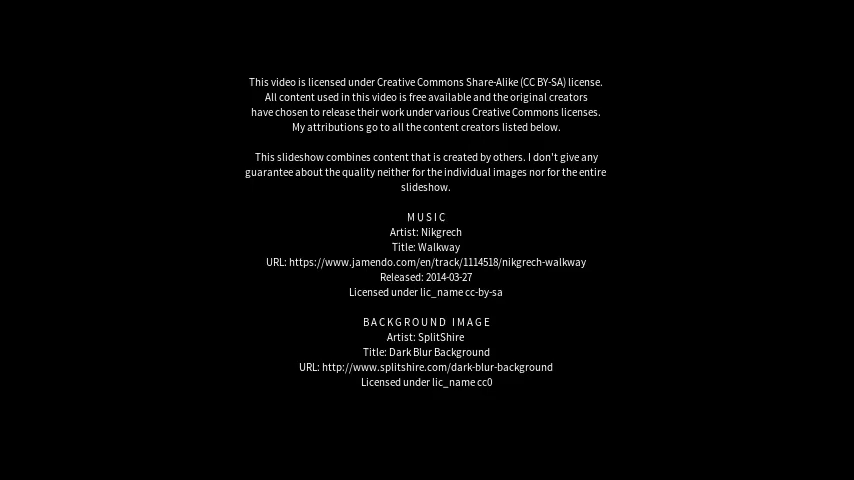 This video is licensed under Creative Commons Share-Alike (CC BY-SA) license.
All content used in this video is free available and the original creators
have chosen to release their work under various Creative Commons licenses.
My attributions go to all the content creators listed below.
This slideshow combines content that is created by others. I don't give any
guarantee about the quality neither for the individual images nor for the entire
slideshow.
MUSIC
Artist: Nikgrech
Title: Walkway
URL: https://www.jamendo.com/en/track/1114518/nikgrech-walkway
Released: 2014-03-27
Licensed under lic_name cc-by-sa
BACKGROUND IMAGE
Artist: SplitShire
Title: Dark Blur Background
URL: http://www.splitshire.com/dark-blur-background
Licensed under lic_name cc0